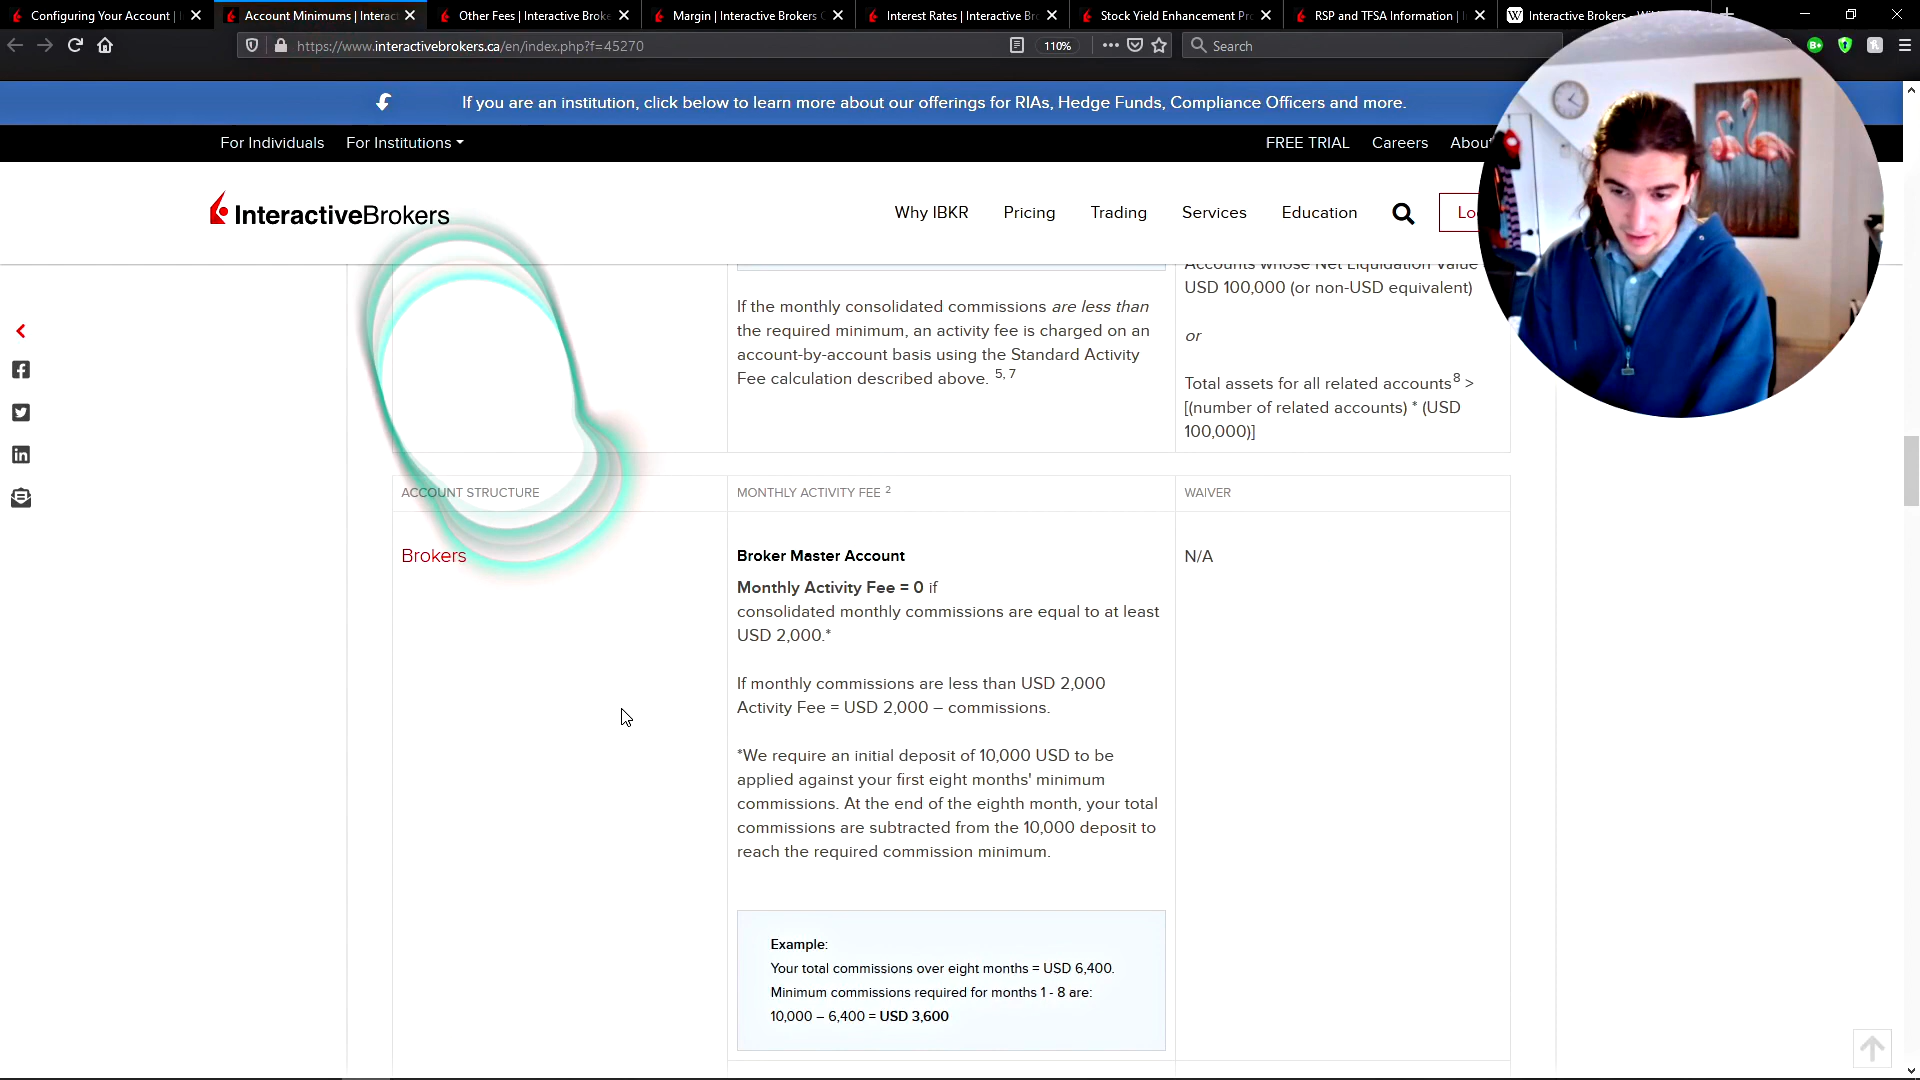 Configuring Your Account |
Account Minimums | Interact
Other Fees | Interactive Broke
Margin | Interactive Brokers
Interest Rates | Interactive Br
Stock Yield Enhancement Pr
RSP and TFSA Information |
Interactive Brokers
https://www.interactivebrokers.ca/en/index.php?f=45270
110%
Search
If you are an institution, click below to learn more about our offerings for RIAs, Hedge Funds, Compliance Officers and more.
For Individuals
For Institutions
FREE TRIAL
Careers
About
InteractiveBrokers
Why IBKR
Pricing
Trading
Services
Education
Lo
If the monthly consolidated commissions are less than
the required minimum, an activity fee is charged on an
account-by-account basis using the Standard Activity
Fee calculation described above. 5, 7
Accounts whose Net Liquidation Value
USD 100,000 (or non-USD equivalent)
or
Total assets for all related accounts8 >
[(number of related accounts) * (USD
100,000)]
ACCOUNT STRUCTURE
MONTHLY ACTIVITY FEE 2
WAIVER
Brokers
Broker Master Account
Monthly Activity Fee = 0 if
consolidated monthly commissions are equal to at least
USD 2,000.*
If monthly commissions are less than USD 2,000
Activity Fee = USD 2,000 – commissions.
*We require an initial deposit of 10,000 USD to be
applied against your first eight months' minimum
commissions. At the end of the eighth month, your total
commissions are subtracted from the 10,000 deposit to
reach the required commission minimum.
Example:
Your total commissions over eight months = USD 6,400.
Minimum commissions required for months 1 - 8 are:
10,000 – 6,400 = USD 3,600
N/A